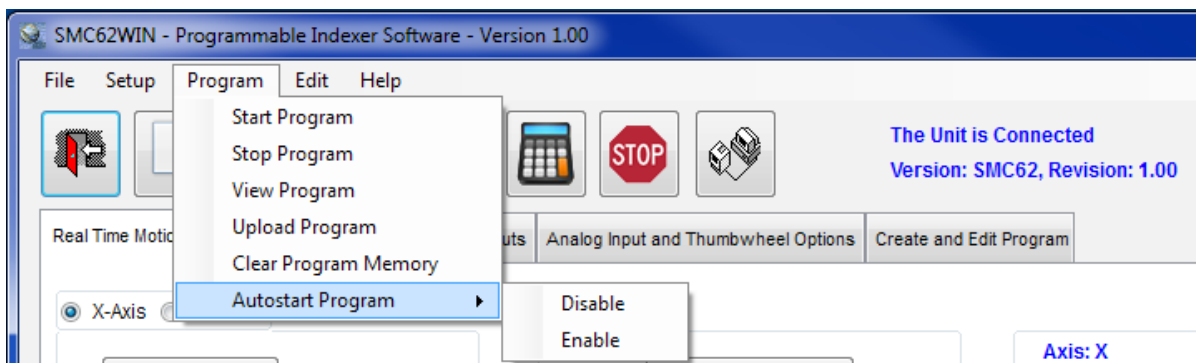 SMC62WIN - Programmable Indexer Software - Version 1.00
File Setup Program Edit Help
Start Program
Stop Program
View Program
Upload Program
Clear Program Memory
Autostart Program
Disable
Enable
STOP
The Unit is Connected
Version: SMC62, Revision: 1.00
Real Time Analog Input and Thumbwheel Options Create and Edit Program
X-Axis
Axis: X